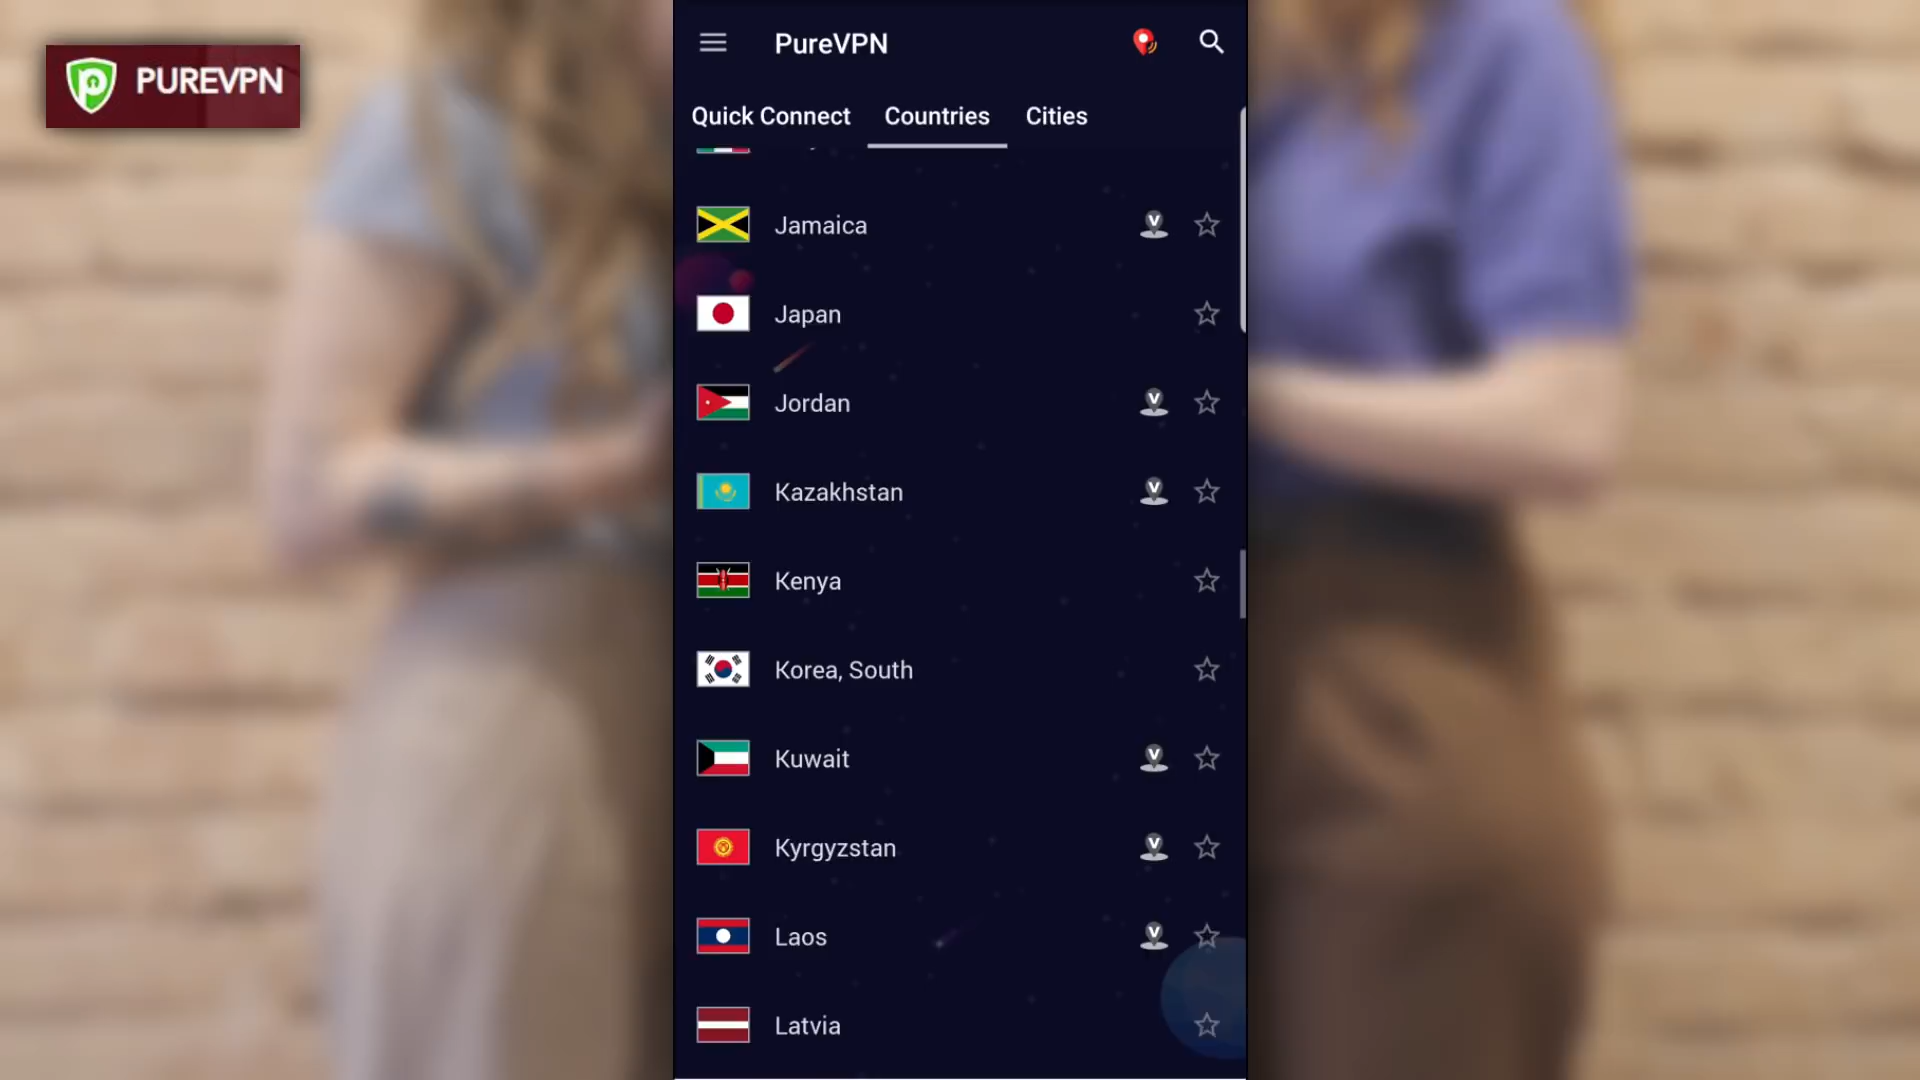 PUREVPN
PureVPN
Quick Connect Countries Cities
Jamaica V
Japan
Jordan V
Kazakhstan V
Kenya
Korea, South
Kuwait V
Kyrgyzstan V
Laos V
Latvia